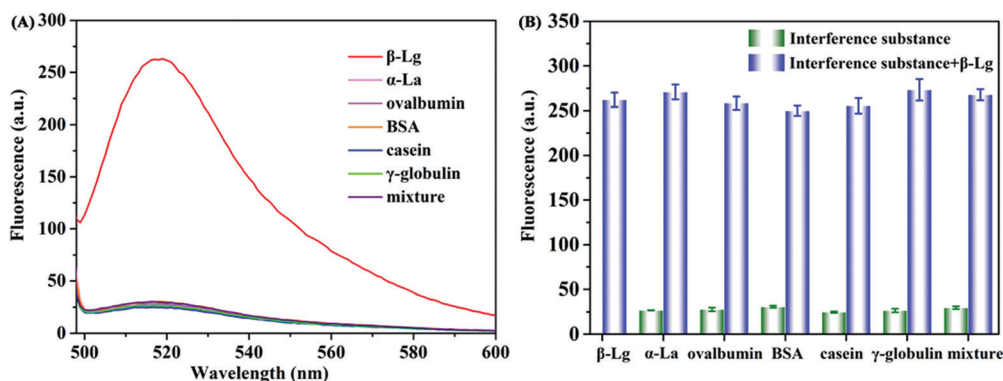 (A)
300
250
200
150
100
50
0
Fluorescence (a.u.)
500 520 540 560 580 600
Wavelength (nm)
β-Lg
α-La
ovalbumin
BSA
casein
γ-globulin
mixture
(B)
350
300
250
200
150
100
50
0
Fluorescence (a.u.)
Interference substance
Interference substance+β-Lg
β-Lg α-La ovalbumin BSA casein γ-globulin mixture